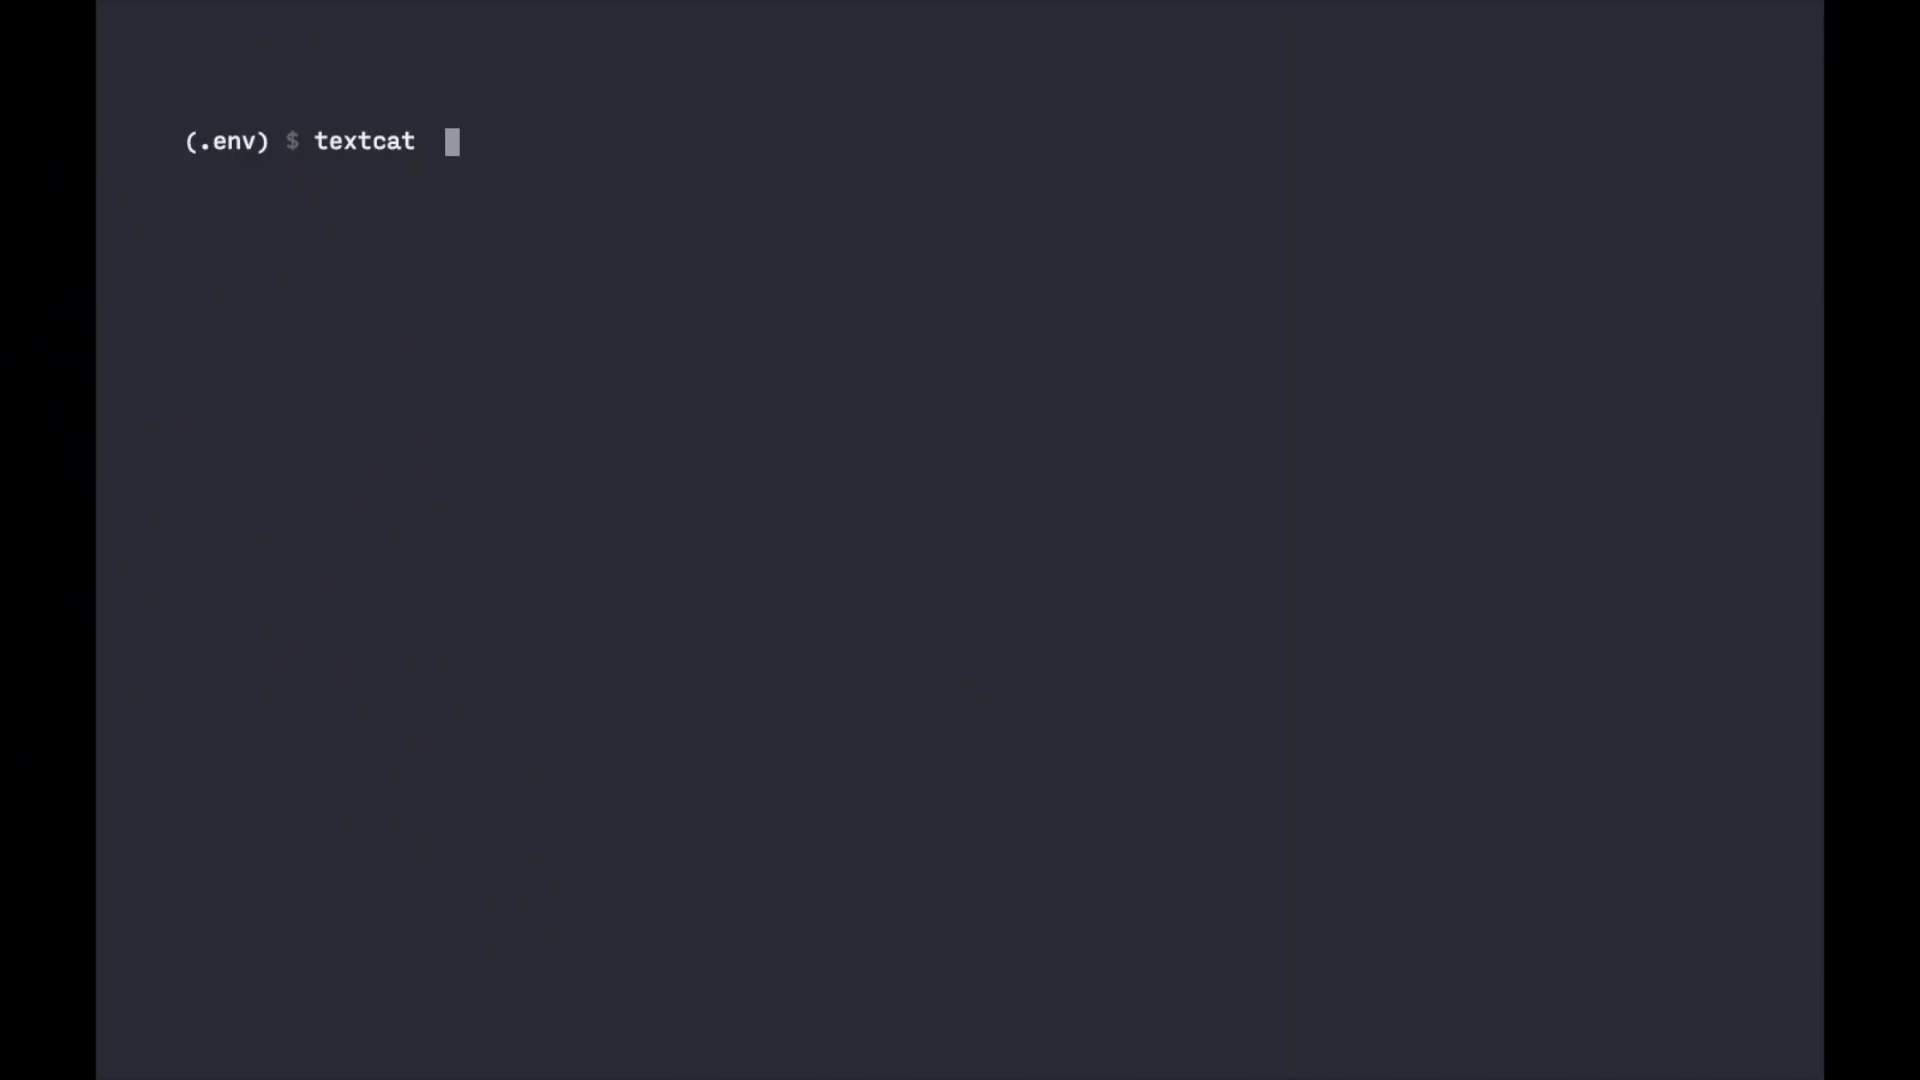 (.env) $ textcat